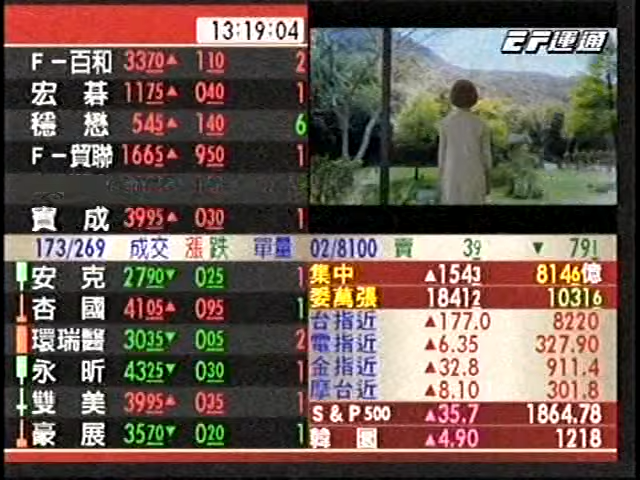 13:19:04
F－百和 3370▲ 110 2
宏碁 1175▲ 040 1
穩懋 545▲ 140 6
F－貿聯 1665▲ 950 1
寶成 3995▲ 030 1
173/269 成交 漲跌 單量
安克 2790▼ 025 1
杏國 4105▲ 095 1
環瑞醫 3035▼ 005 2
永昕 4325▼ 030 1
雙美 3995▲ 035 1
豪展 3570▼ 020 1
運通
02/8100 賣 39 ▼ 791
集中 ▲1543 8146億
委萬張 18412 10316
台指近 ▲177.0 8220
電指近 ▲6.35 327.90
金指近 ▲32.8 911.4
摩台近 ▲8.10 301.8
S&P500 ▲35.7 1864.78
韓圜 ▲4.90 1218